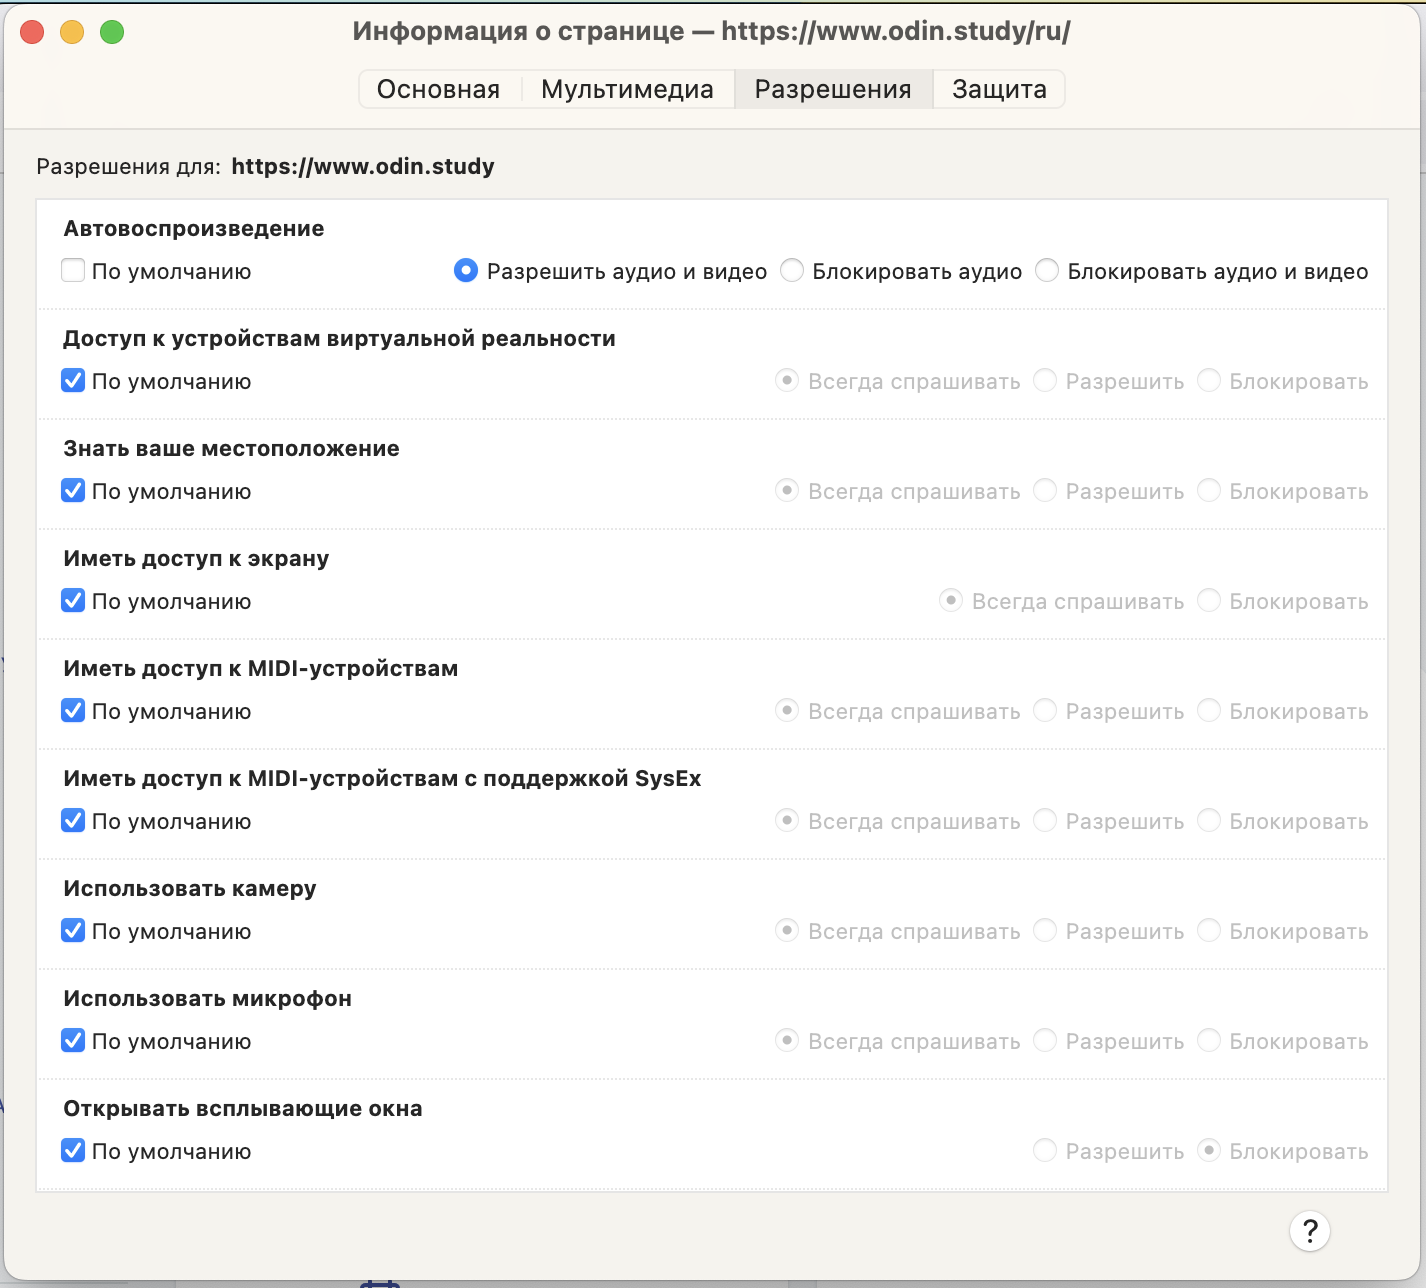 Информация о странице — https://www.odin.study/ru/
Основная Мультимедиа Разрешения Защита
Разрешения для: https://www.odin.study
Автовоспроизведение
По умолчанию Разрешить аудио и видео Блокировать аудио Блокировать аудио и видео
Доступ к устройствам виртуальной реальности
По умолчанию Всегда спрашивать Разрешить Блокировать
Знать ваше местоположение
По умолчанию Всегда спрашивать Разрешить Блокировать
Иметь доступ к экрану
По умолчанию Всегда спрашивать Блокировать
Иметь доступ к MIDI-устройствам
По умолчанию Всегда спрашивать Разрешить Блокировать
Иметь доступ к MIDI-устройствам с поддержкой SysEx
По умолчанию Всегда спрашивать Разрешить Блокировать
Использовать камеру
По умолчанию Всегда спрашивать Разрешить Блокировать
Использовать микрофон
По умолчанию Всегда спрашивать Разрешить Блокировать
Открывать всплывающие окна
По умолчанию Разрешить Блокировать
?